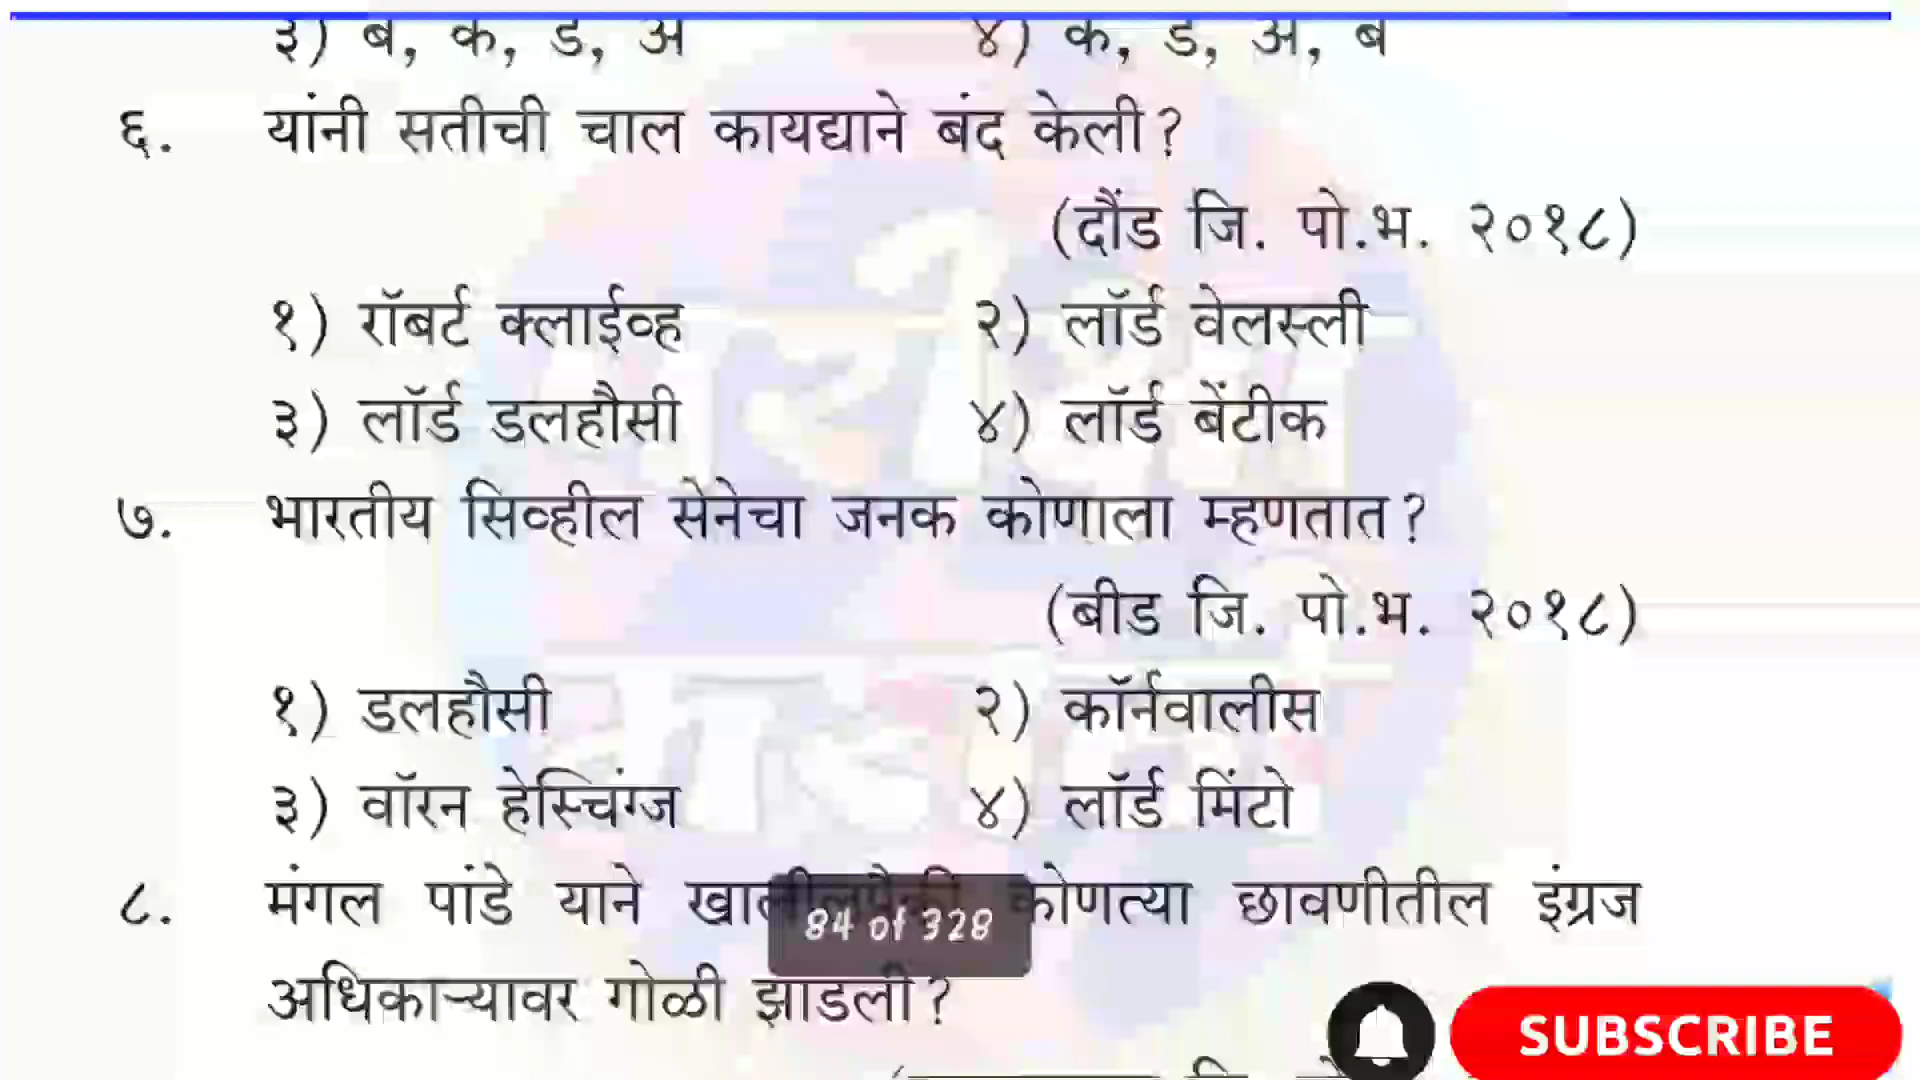 ३) ब, क, ड, अ ४) क, ड, अ, ब
६. यांनी सतीची चाल कायद्याने बंद केली?
(दौंड जि. पो.भ. २०१८)
१) रॉबर्ट क्लाईव्ह २) लॉर्ड वेलस्ली
३) लॉर्ड डलहौसी ४) लॉर्ड बेंटीक
७. भारतीय सिव्हील सेनेचा जनक कोणाला म्हणतात?
(बीड जि. पो.भ. २०१८)
१) डलहौसी २) कॉर्नवालीस
३) वॉरन हेस्चिंग्ज ४) लॉर्ड मिंटो
८. मंगल पांडे याने खालीलपैकी कोणत्या छावणीतील इंग्रज
84 of 328
अधिकाऱ्यावर गोळी झाडली?
SUBSCRIBE